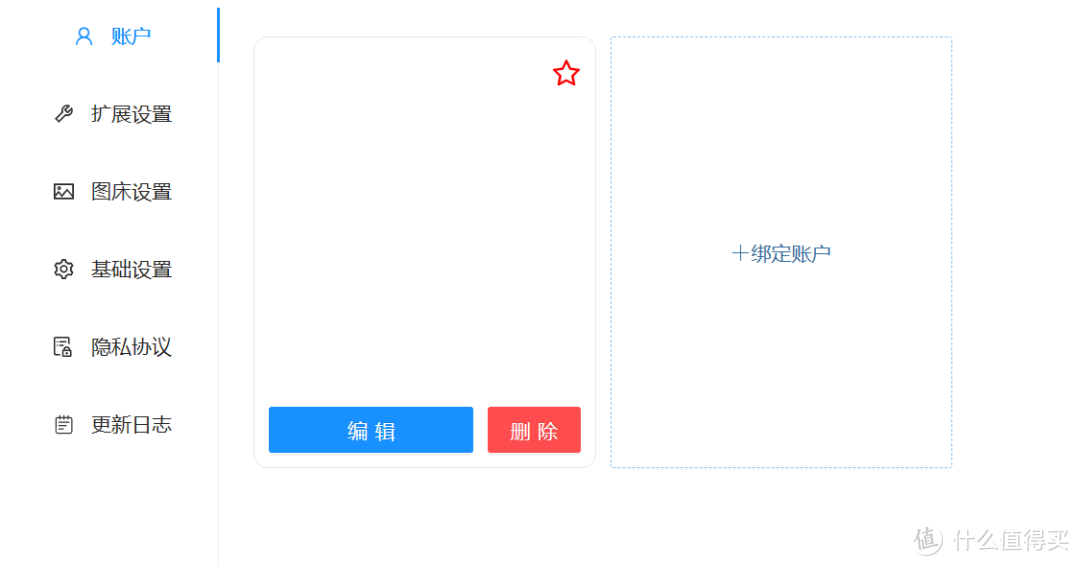 账户
扩展设置
图床设置
基础设置
隐私协议
更新日志
编 辑
删 除
+绑定账户
值 什么值得买